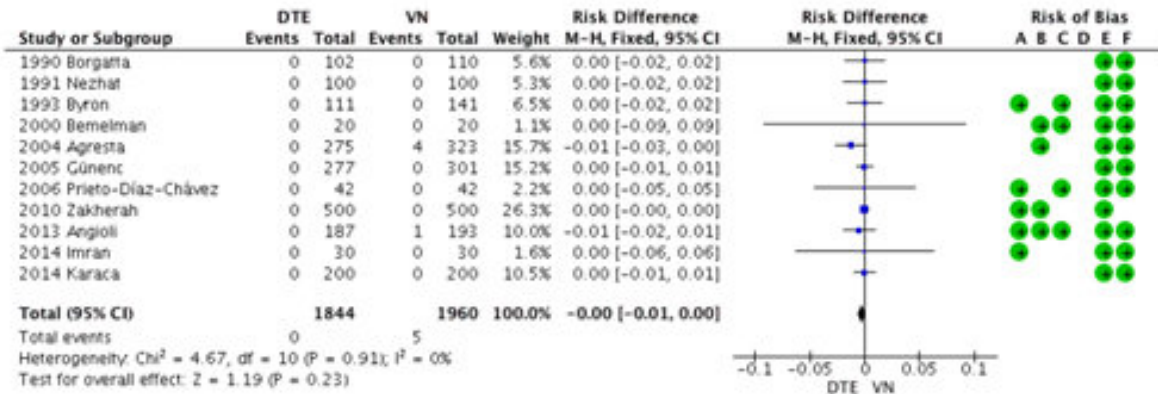 DTE VN Risk Difference Risk Difference Risk of Bias
Study or Subgroup Events Total Events Total Weight M-H, Fixed, 95% CI M-H, Fixed, 95% CI A B C D E F
1990 Borgatta 0 102 0 110 5.6% 0.00 [-0.02, 0.02]
1991 Nezhat 0 100 0 100 5.3% 0.00 [-0.02, 0.02]
1993 Byron 0 111 0 141 6.5% 0.00 [-0.02, 0.02]
2000 Bemelman 0 20 0 20 1.1% 0.00 [-0.09, 0.09]
2004 Agresta 0 275 4 323 15.7% -0.01 [-0.03, 0.00]
2005 Günenc 0 277 0 301 15.2% 0.00 [-0.01, 0.01]
2006 Prieto-Díaz-Chávez 0 42 0 42 2.2% 0.00 [-0.05, 0.05]
2010 Zakherah 0 500 0 500 26.3% 0.00 [-0.00, 0.00]
2013 Angioli 0 187 1 193 10.0% -0.01 [-0.02, 0.01]
2014 Imran 0 30 0 30 1.6% 0.00 [-0.06, 0.06]
2014 Karaca 0 200 0 200 10.5% 0.00 [-0.01, 0.01]
Total (95% CI) 1844 1960 100.0% -0.00 [-0.01, 0.00]
Total events 0 5
Heterogeneity: Chi² = 4.67, df = 10 (P = 0.91); I² = 0%
Test for overall effect: Z = 1.19 (P = 0.23)
-0.1 -0.05 0 0.05 0.1
DTE VN